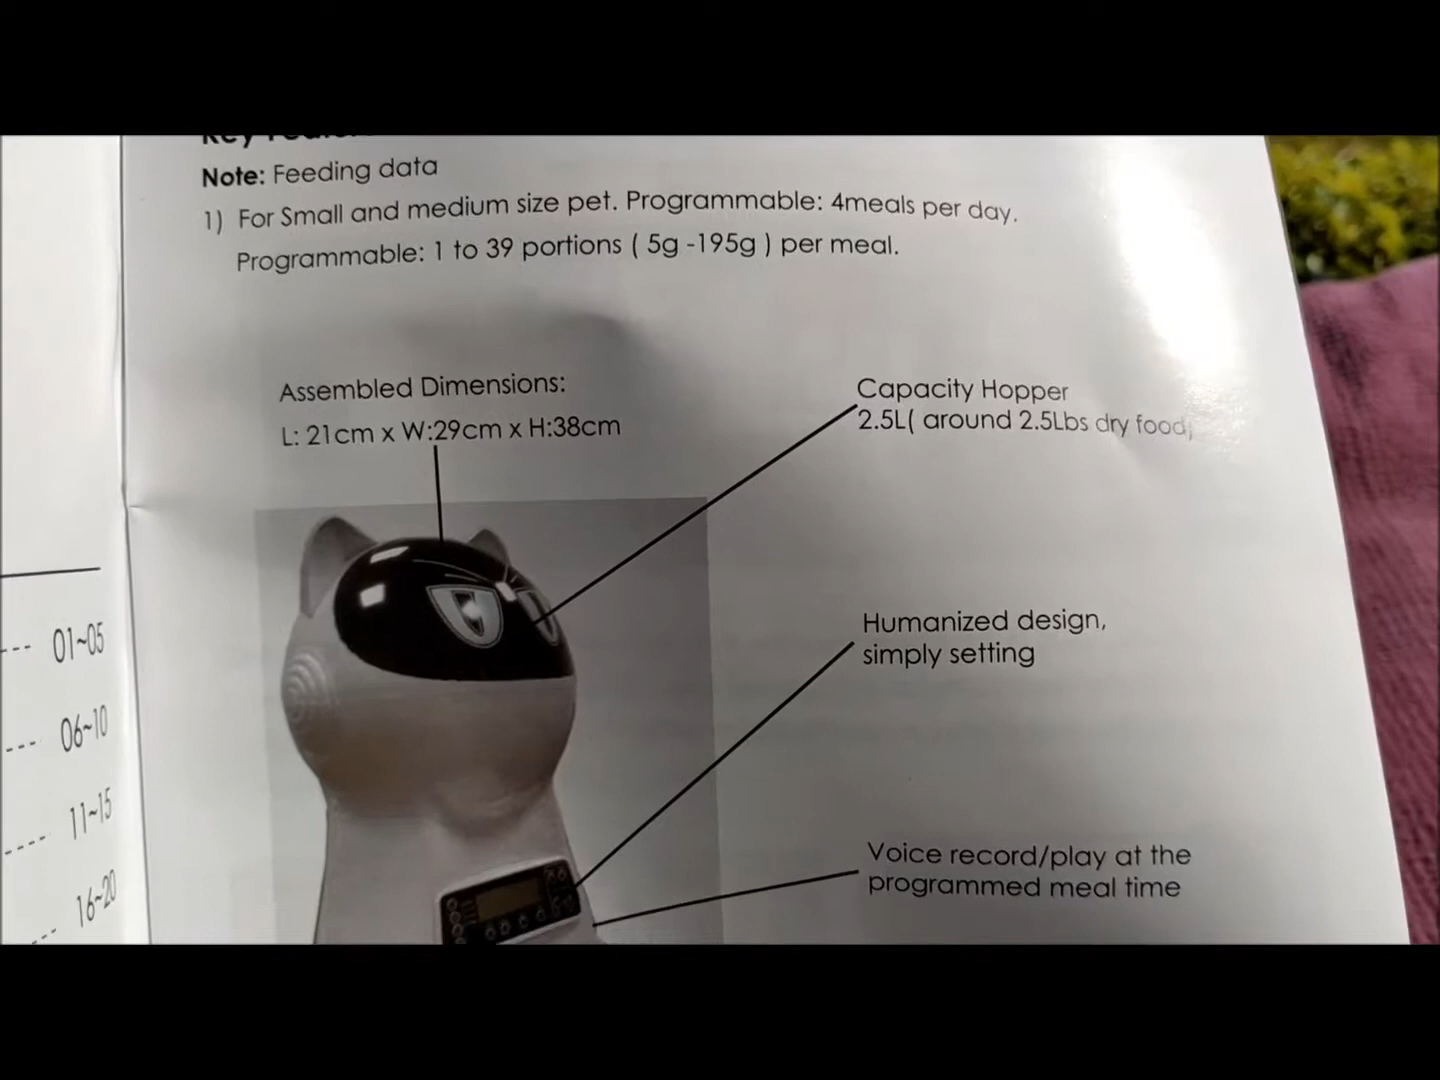 Key Feature
Note: Feeding data
1) For Small and medium size pet. Programmable: 4meals per day.
Programmable: 1 to 39 portions ( 5g -195g ) per meal.
Assembled Dimensions:
L: 21cm x W:29cm x H:38cm
Capacity Hopper
2.5L( around 2.5Lbs dry food)
Humanized design,
simply setting
Voice record/play at the
programmed meal time
--- 01~05
--- 06~10
---- 11~15
---- 16~20